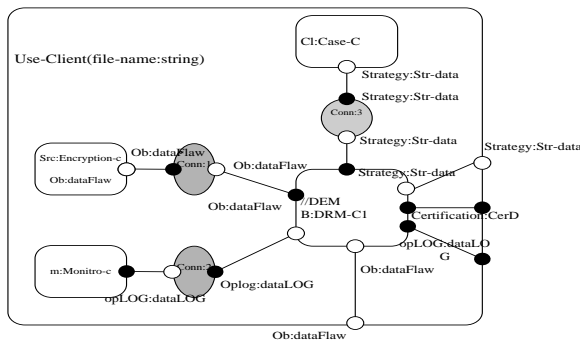 Cl:Case-C
Use-Client(file-name:string)
Strategy:Str-data
Strategy:Str-data
Conn:3
Strategy:Str-data
Strategy:Str-data
Src:Encryption-c
Ob:dataFlaw
Ob:dataFlaw
Conn:1
Ob:dataFlaw
Strategy:Str-data
//DEM
B:DRM-C1
Ob:dataFlaw
Certification:CerD
opLOG:dataLO
G
m:Monitro-c
Conn:2
opLOG:dataLOG
Oplog:dataLOG
Ob:dataFlaw
Ob:dataFlaw